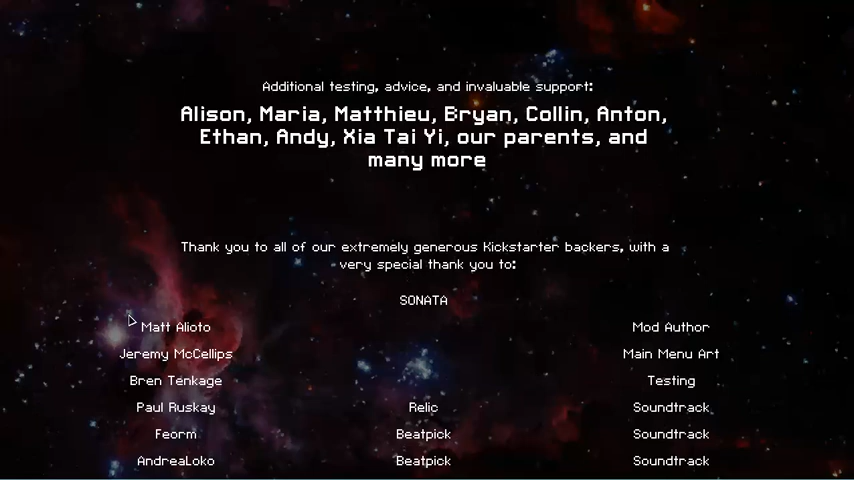 Additional testing, advice, and invaluable support:
Alison, Maria, Matthieu, Bryan, Collin, Anton,
Ethan, Andy, Xia Tai Yi, our parents, and
many more
Thank you to all of our extremely generous Kickstarter backers, with a
very special thank you to:
SONATA
Matt Alioto Mod Author
Jeremy McCellips Main Menu Art
Bren Tenkage Testing
Paul Ruskay Relic Soundtrack
Feorm Beatpick Soundtrack
AndreaLoko Beatpick Soundtrack